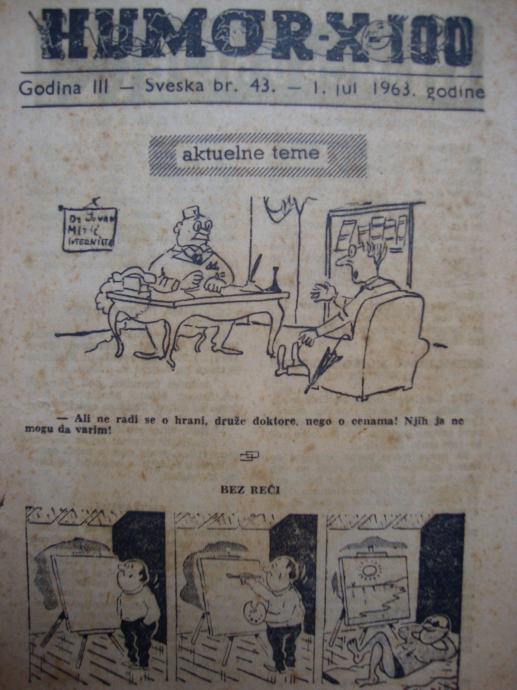 HUMOR-X-100
Godina III — Sveska br. 43. — 1. jul 1963. godine
aktuelne teme
Dr Jovan
Mirić
INTERNISTA
— Ali ne radi se o hrani, druže doktore, nego o cenama! Njih ja ne
mogu da varim!
BEZ REČI